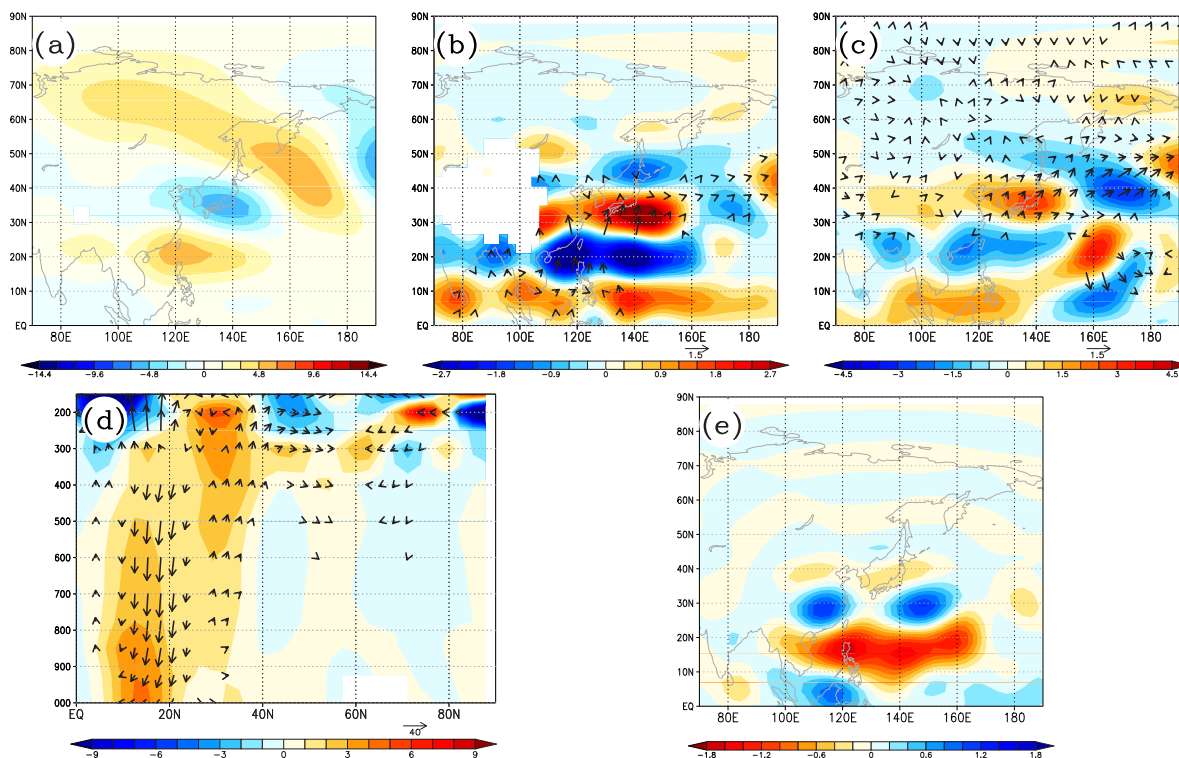 (a)
90N
80N
70N
60N
50N
40N
30N
20N
10N
EQ
80E 100E 120E 140E 160E 180
-14.4 -9.6 -4.8 0 4.8 9.6 14.4
(b)
90N
80N
70N
60N
50N
40N
30N
20N
10N
EQ
80E 100E 120E 140E 160E 180
1.5
-2.7 -1.8 -0.9 0 0.9 1.8 2.7
(c)
90N
80N
70N
60N
50N
40N
30N
20N
10N
EQ
80E 100E 120E 140E 160E 180
1.5
-4.5 -3 -1.5 0 1.5 3 4.5
(d)
200
300
400
500
600
700
800
900
000
EQ 20N 40N 60N 80N
40
-9 -6 -3 0 3 6 9
(e)
90N
80N
70N
60N
50N
40N
30N
20N
10N
EQ
80E 100E 120E 140E 160E 180
-1.8 -1.2 -0.6 0 0.6 1.2 1.8